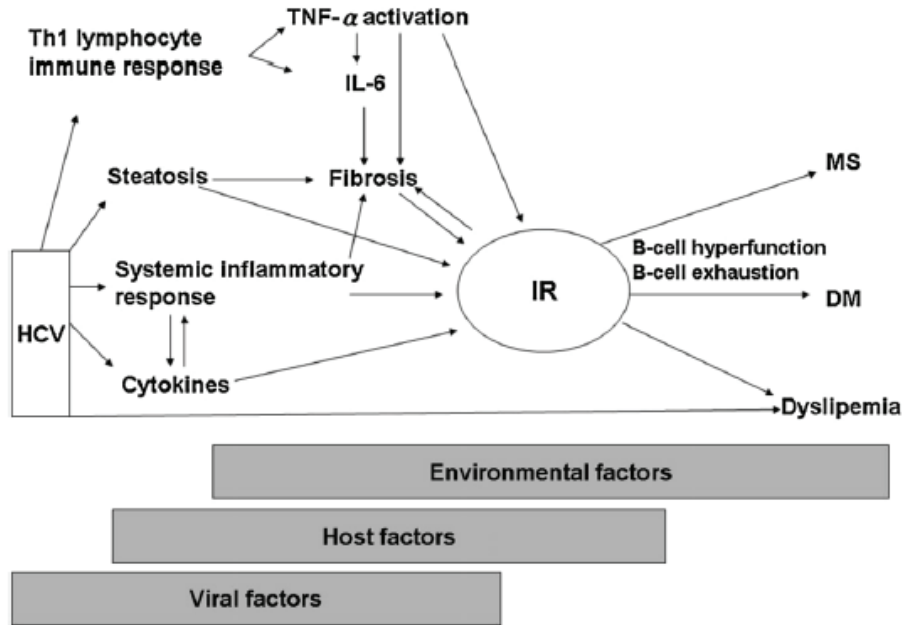 TNF-α activation
Th1 lymphocyte
immune response
IL-6
Steatosis
Fibrosis
MS
B-cell hyperfunction
B-cell exhaustion
Systemic inflammatory
response
IR
DM
HCV
Cytokines
Dyslipemia
Environmental factors
Host factors
Viral factors